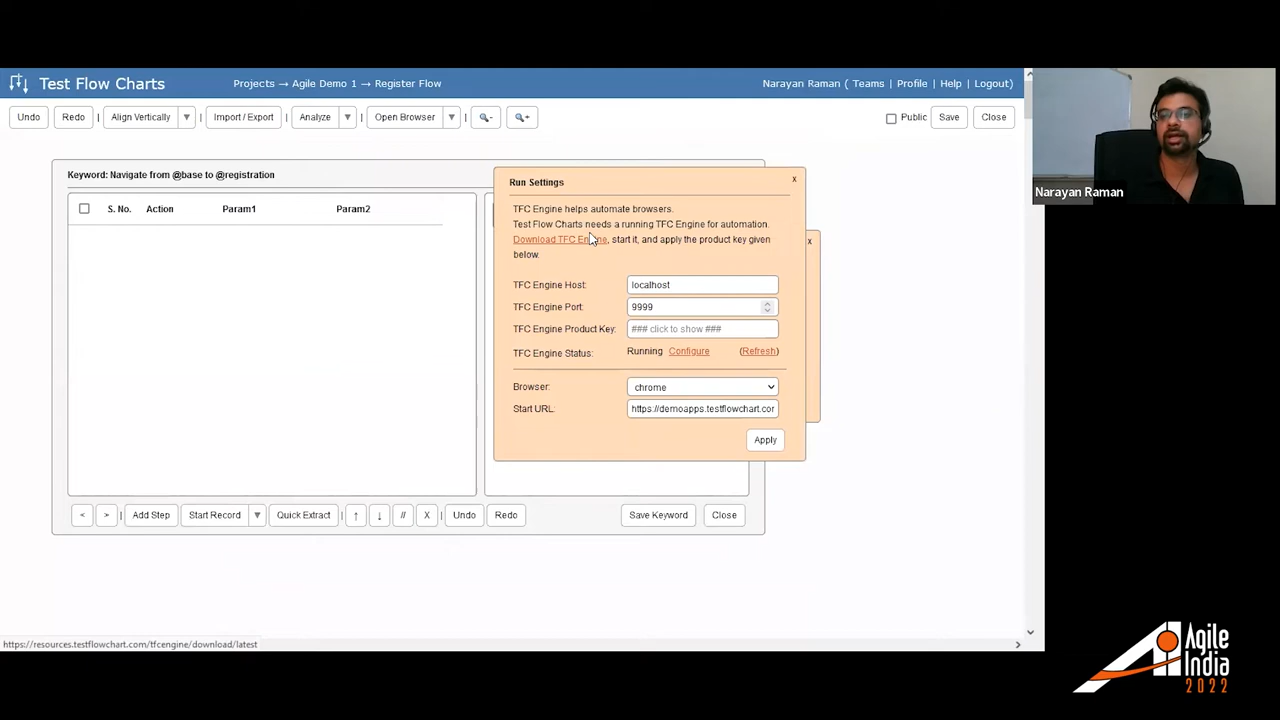 Test Flow Charts
Projects → Agile Demo 1 → Register Flow
Narayan Raman ( Teams | Profile | Help | Logout)
Undo
Redo
|
Align Vertically
|
Import / Export
|
Analyze
|
Open Browser
|
Public
Save
Close
Keyword: Navigate from @base to @registration
S. No.
Action
Param1
Param2
Run Settings
x
TFC Engine helps automate browsers.
Test Flow Charts needs a running TFC Engine for automation.
Download TFC Engine, start it, and apply the product key given
below.
x
TFC Engine Host:
localhost
TFC Engine Port:
9999
TFC Engine Product Key:
### click to show ###
TFC Engine Status:
Running
Configure
(Refresh)
Browser:
chrome
Start URL:
https://demoapps.testflowchart.cor
Apply
<
>
|
Add Step
Start Record
Quick Extract
|
↑
↓
//
X
|
Undo
Redo
Save Keyword
Close
https://resources.testflowchart.com/tfcengine/download/latest
Narayan Raman
Agile
India
2022